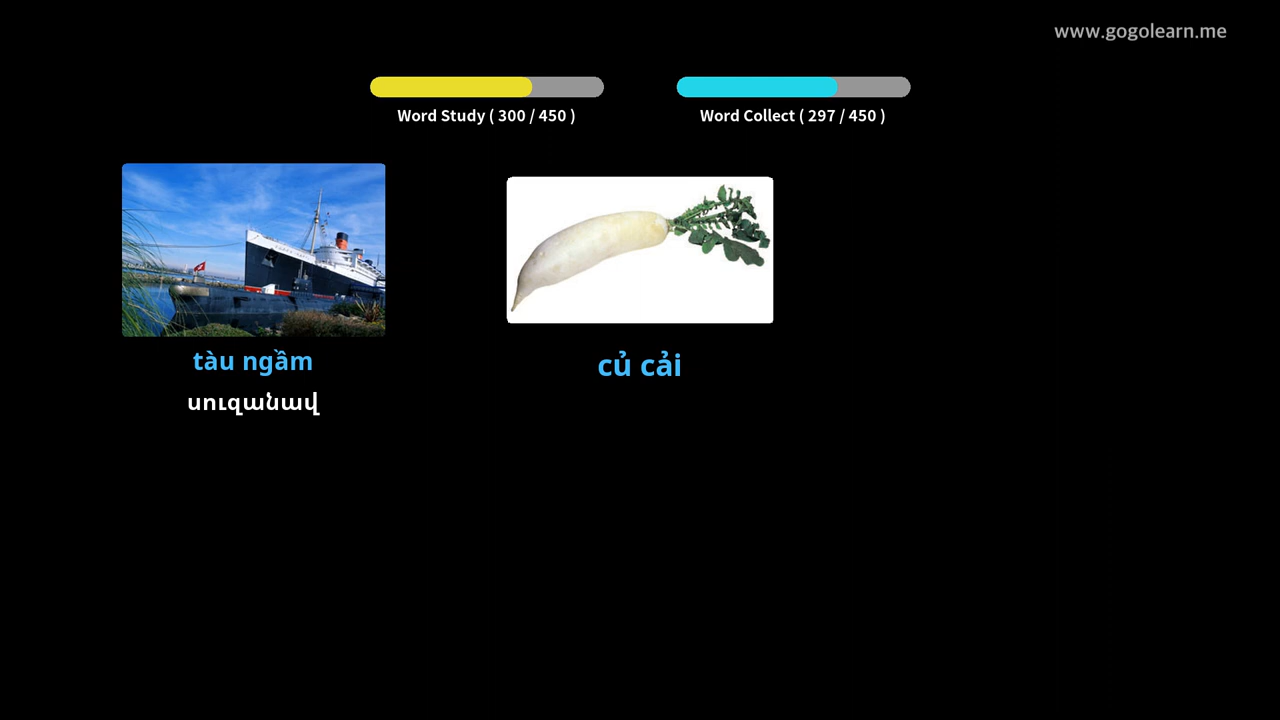 www.gogolearn.me
Word Study ( 300 / 450 )
Word Collect ( 297 / 450 )
tàu ngầm
սուզանավ
củ cải